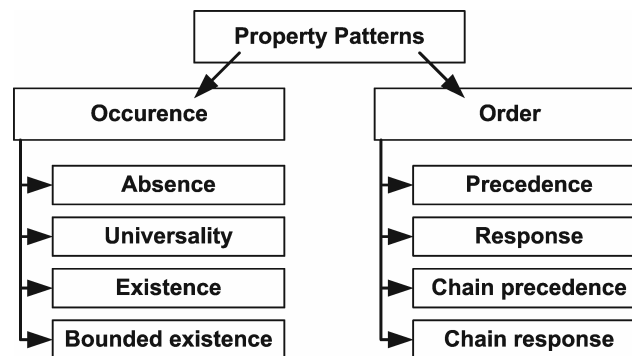 Property Patterns
Occurence
Order
Absence
Universality
Existence
Bounded existence
Precedence
Response
Chain precedence
Chain response